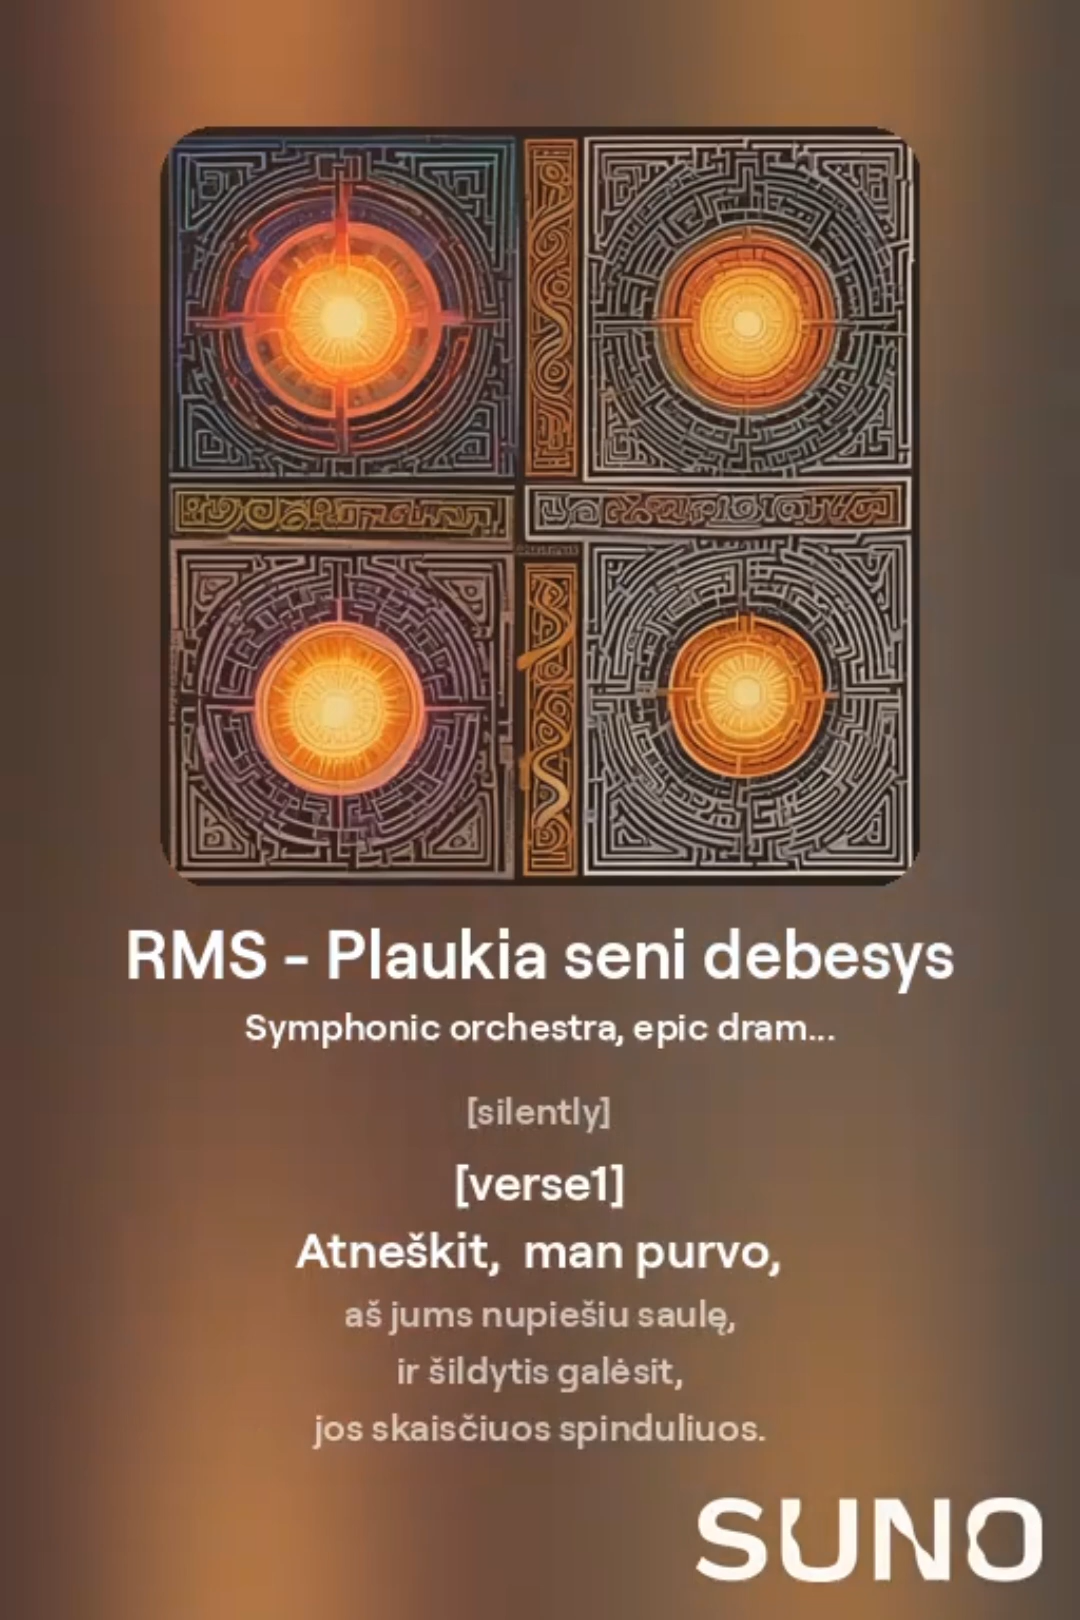 RMS - Plaukia seni debesys
Symphonic orchestra, epic dram...
[silently]
[verse1]
Atneškit,  man purvo,
aš jums nupiešiu saulę,
ir šildytis galėsit,
jos skaisčiuos spinduliuos.
SUNO